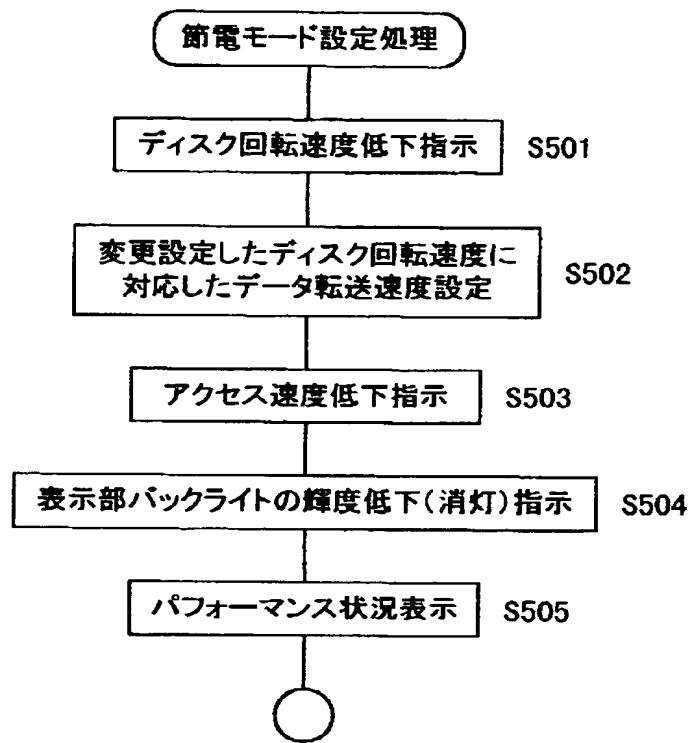 節電モード設定処理
ディスク回転速度低下指示 S501
変更設定したディスク回転速度に
対応したデータ転送速度設定 S502
アクセス速度低下指示 S503
表示部バックライトの輝度低下(消灯)指示 S504
パフォーマンス状況表示 S505